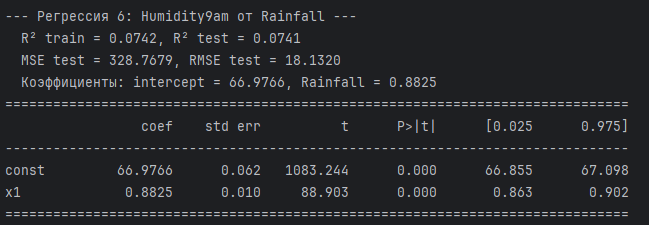 --- Регрессия 6: Humidity9am от Rainfall ---
R² train = 0.0742, R² test = 0.0741
MSE test = 328.7679, RMSE test = 18.1320
Коэффициенты: intercept = 66.9766, Rainfall = 0.8825
==============================================================================
coef std err t P>|t| [0.025 0.975]
------------------------------------------------------------------------------
const 66.9766 0.062 1083.244 0.000 66.855 67.098
x1 0.8825 0.010 88.903 0.000 0.863 0.902
==============================================================================